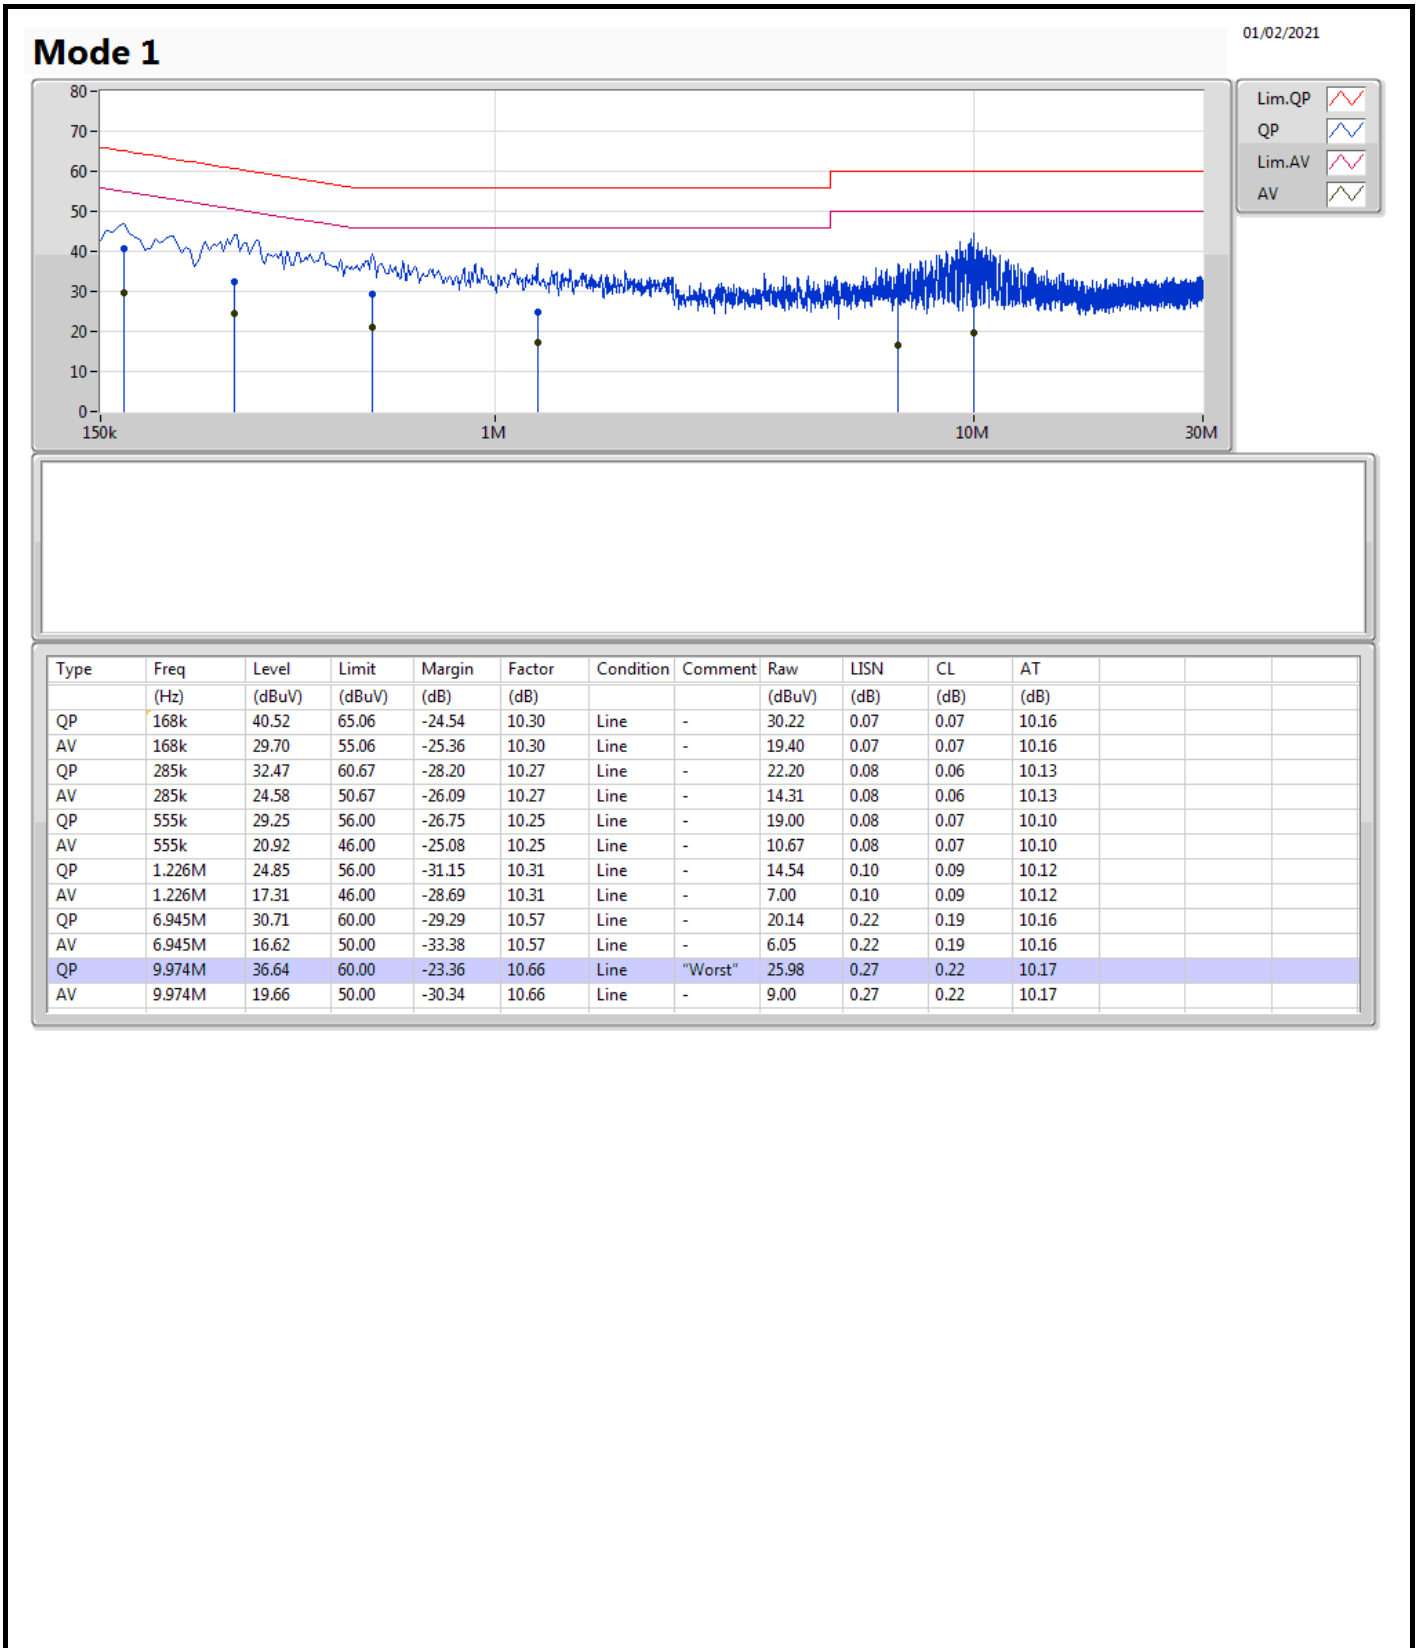 01/02/2021
Mode 1
80
70
60
50
40
30
20
10
0
150k 1M 10M 30M
Lim.QP
QP
Lim.AV
AV
Type Freq Level Limit Margin Factor Condition Comment Raw LISN CL AT
(Hz) (dBuV) (dBuV) (dB) (dB) (dBuV) (dB) (dB) (dB)
QP 168k 40.52 65.06 -24.54 10.30 Line - 30.22 0.07 0.07 10.16
AV 168k 29.70 55.06 -25.36 10.30 Line - 19.40 0.07 0.07 10.16
QP 285k 32.47 60.67 -28.20 10.27 Line - 22.20 0.08 0.06 10.13
AV 285k 24.58 50.67 -26.09 10.27 Line - 14.31 0.08 0.06 10.13
QP 555k 29.25 56.00 -26.75 10.25 Line - 19.00 0.08 0.07 10.10
AV 555k 20.92 46.00 -25.08 10.25 Line - 10.67 0.08 0.07 10.10
QP 1.226M 24.85 56.00 -31.15 10.31 Line - 14.54 0.10 0.09 10.12
AV 1.226M 17.31 46.00 -28.69 10.31 Line - 7.00 0.10 0.09 10.12
QP 6.945M 30.71 60.00 -29.29 10.57 Line - 20.14 0.22 0.19 10.16
AV 6.945M 16.62 50.00 -33.38 10.57 Line - 6.05 0.22 0.19 10.16
QP 9.974M 36.64 60.00 -23.36 10.66 Line "Worst" 25.98 0.27 0.22 10.17
AV 9.974M 19.66 50.00 -30.34 10.66 Line - 9.00 0.27 0.22 10.17